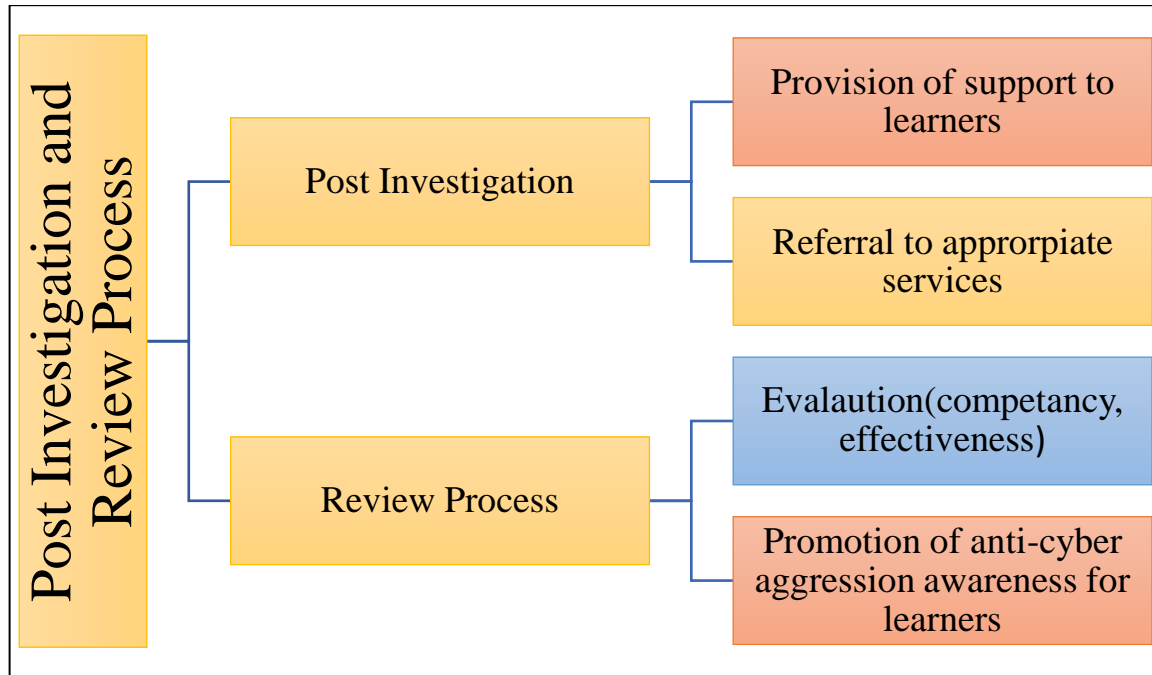 Post Investigation and
Review Process
Post Investigation
Provision of support to
learners
Referral to approrpiate
services
Review Process
Evalaution(competancy,
effectiveness)
Promotion of anti-cyber
aggression awareness for
learners